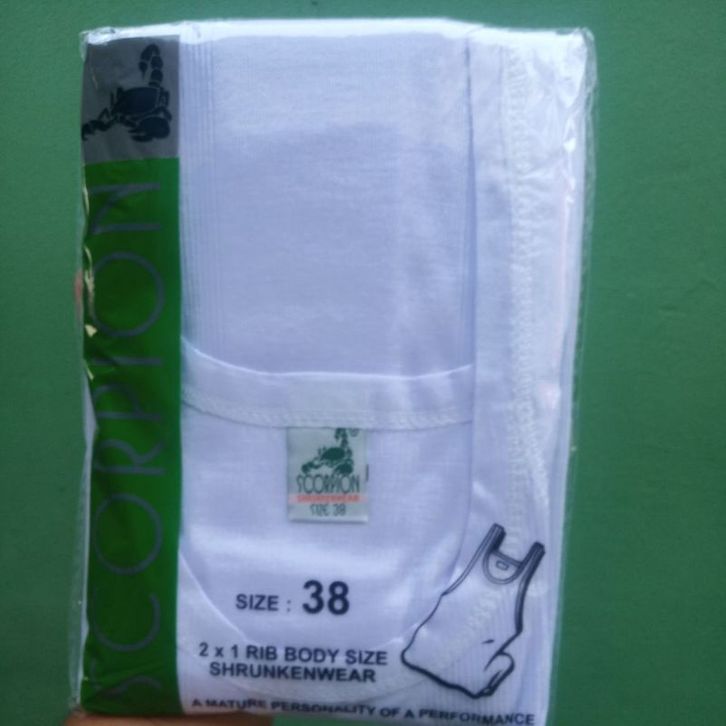 SCORPION
SCORPION
SHRUNKENWEAR
SIZE 38
SIZE : 38
2 x 1 RIB BODY SIZE
SHRUNKENWEAR
A MATURE PERSONALITY OF A PERFORMANCE